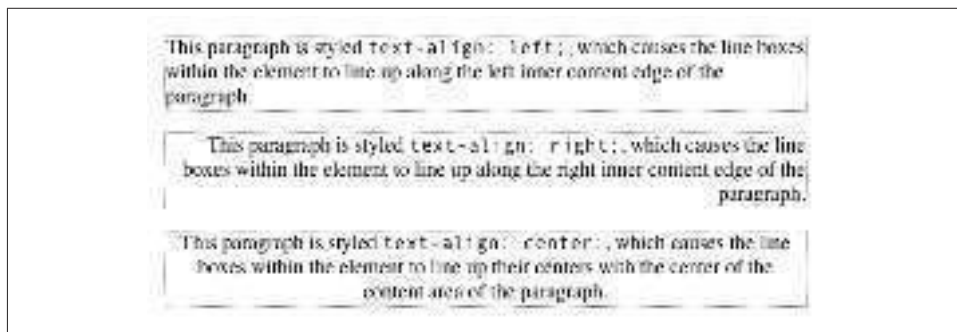 This paragraph is styled text-align: left;, which causes the line boxes
within the element to line up along the left inner content edge of the
paragraph.
This paragraph is styled text-align: right;, which causes the line
boxes within the element to line up along the right inner content edge of the
paragraph.
This paragraph is styled text-align: center;, which causes the line
boxes within the element to line up their centers with the center of the
content area of the paragraph.